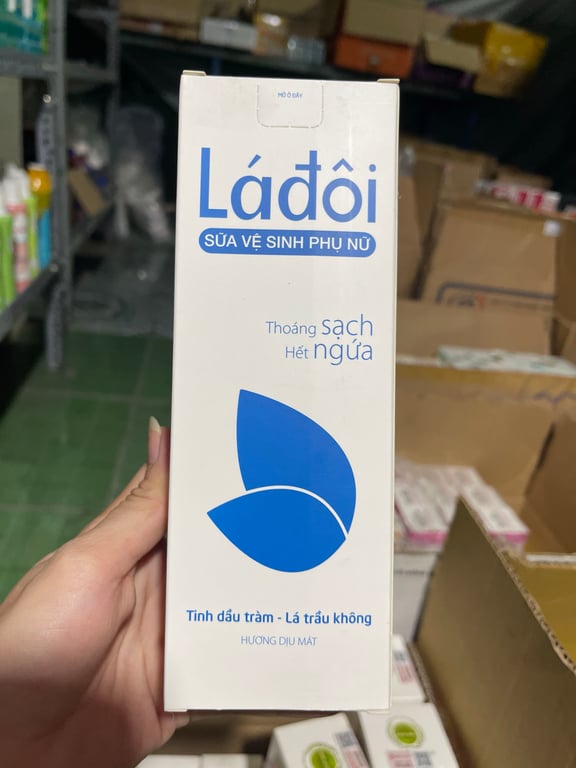 MỞ Ở ĐÂY
Láđôi
SỮA VỆ SINH PHỤ NỮ
Thoáng sạch
Hết ngứa
Tinh dầu tràm - Lá trầu không
HƯƠNG DỊU MÁT